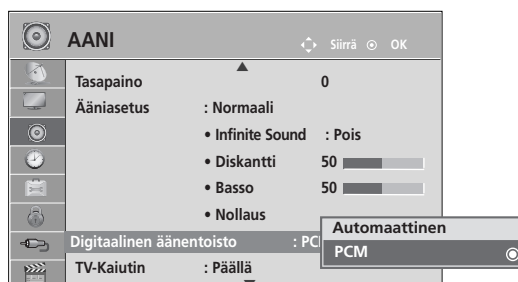 AANI Siirrä OK
Tasapaino 0
Ääniasetus : Normaali
• Infinite Sound : Pois
• Diskantti 50
• Basso 50
• Nollaus
Automaattinen
Digitaalinen äänentoisto : PC
PCM
TV-Kaiutin : Päällä